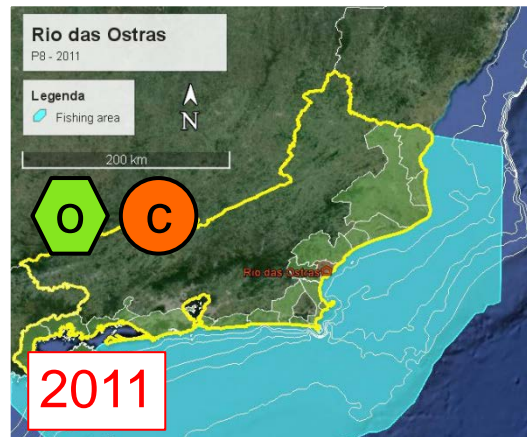 Rio das Ostras
P8 - 2011
Legenda
Fishing area
N
200 km
O
C
Rio das Ostras
2011